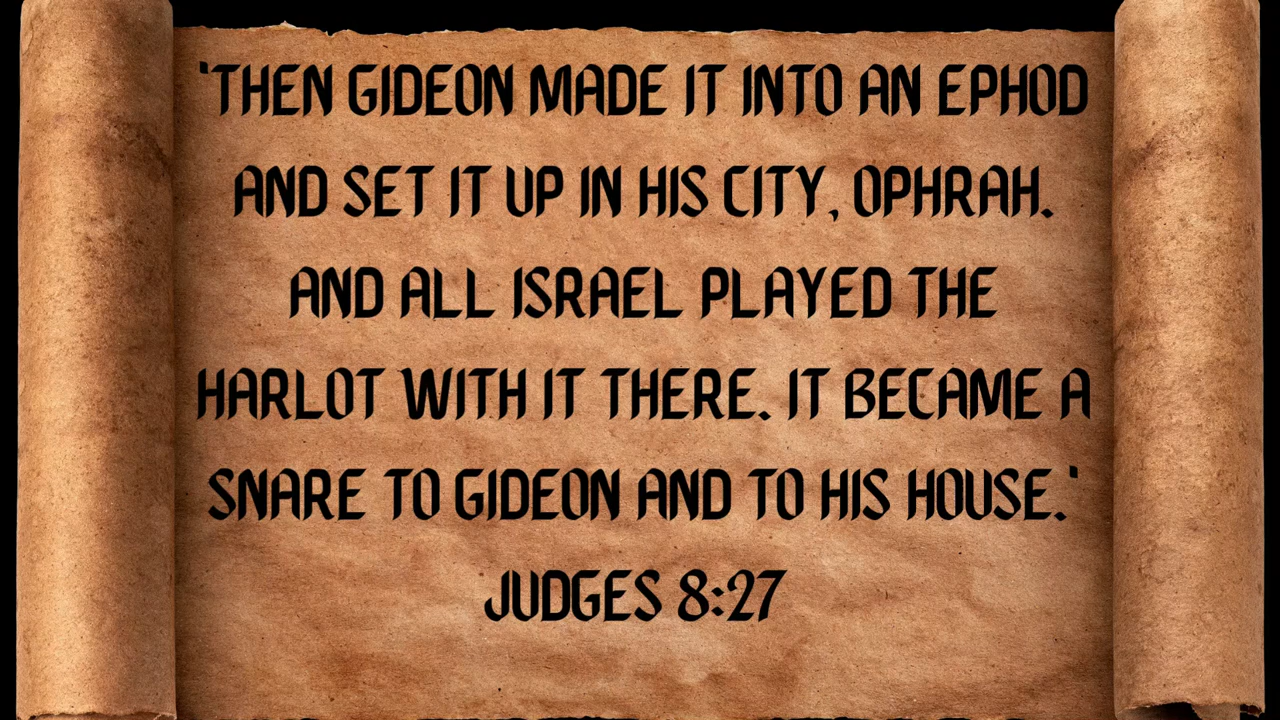 'THEN GIDEON MADE IT INTO AN EPHOD
AND SET IT UP IN HIS CITY, OPHRAH.
AND ALL ISRAEL PLAYED THE
HARLOT WITH IT THERE. IT BECAME A
SNARE TO GIDEON AND TO HIS HOUSE.'
JUDGES 8:27